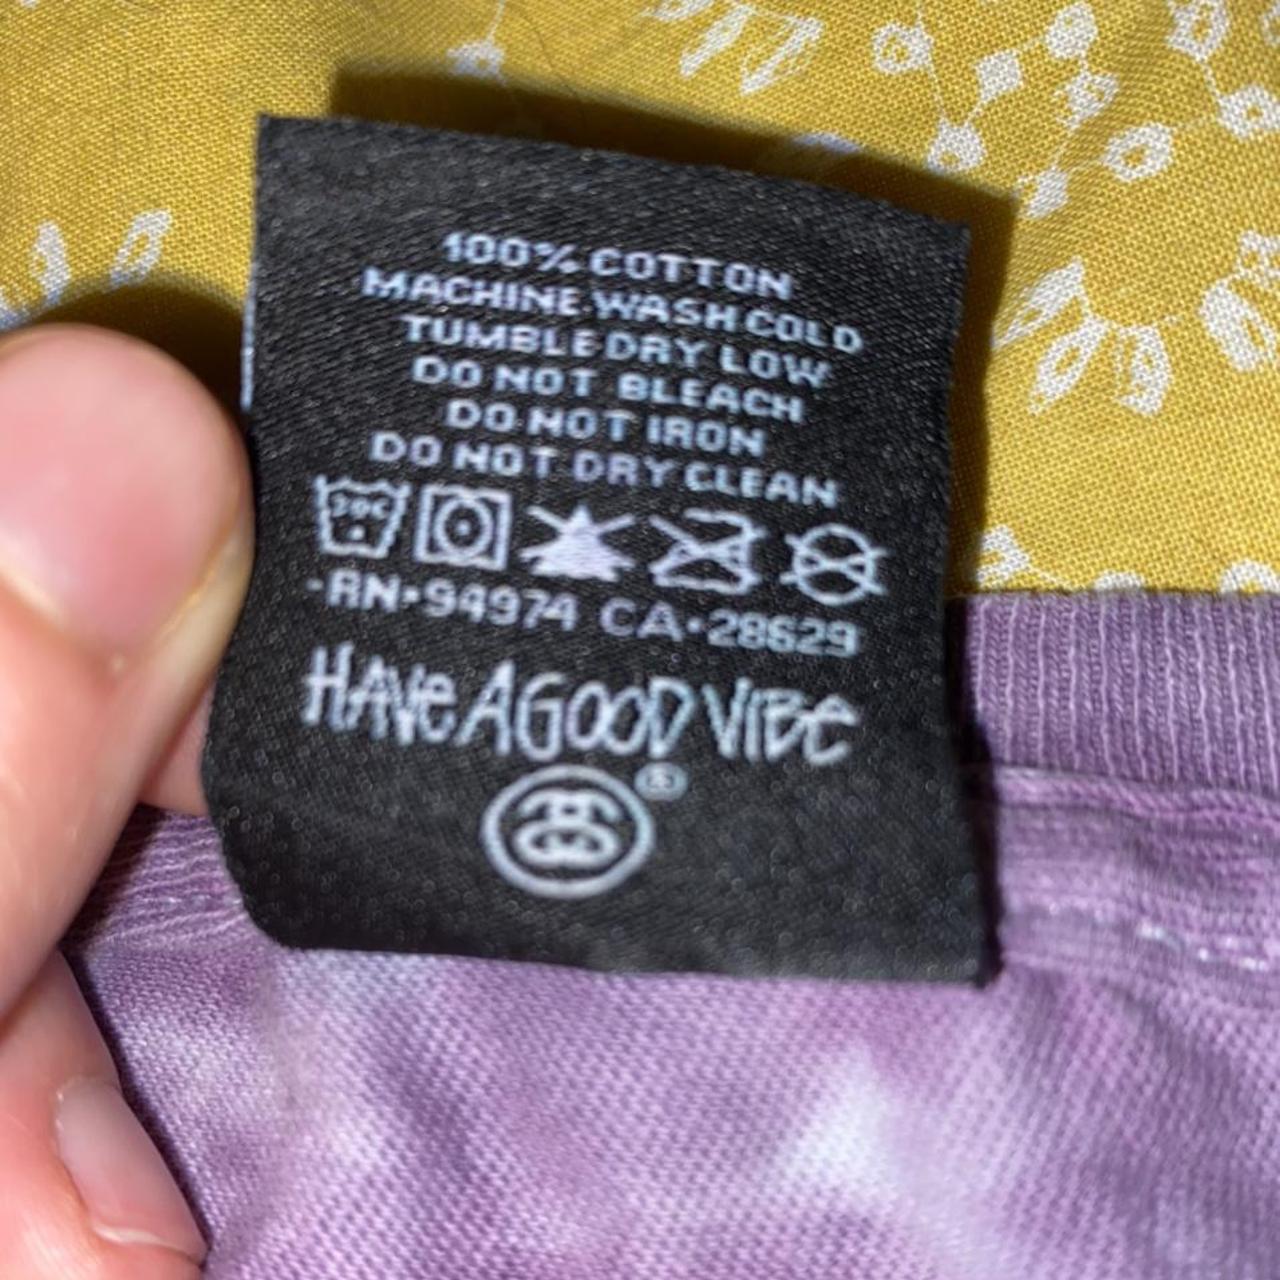 100% COTTON
MACHINE WASH COLD
TUMBLE DRY LOW
DO NOT BLEACH
DO NOT IRON
DO NOT DRY CLEAN
30C
RN•94974 CA•28629
HAVe A GOOD VIBe